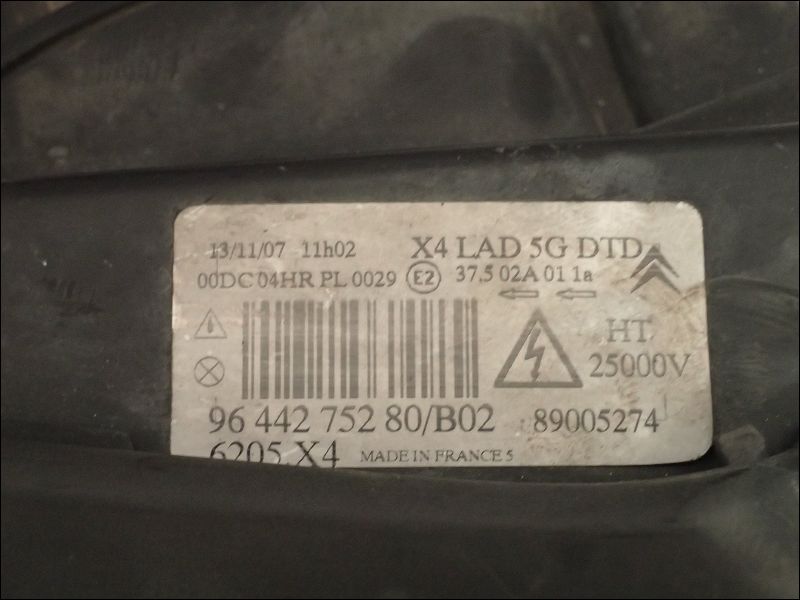 13/11/07 11h02 X4 LAD 5G DTD
00DC 04HR PL 0029 E2 37.5 02A 01 1a
HT
25000V
96 442 752 80/B02 89005274
6205.X4 MADE IN FRANCE 5